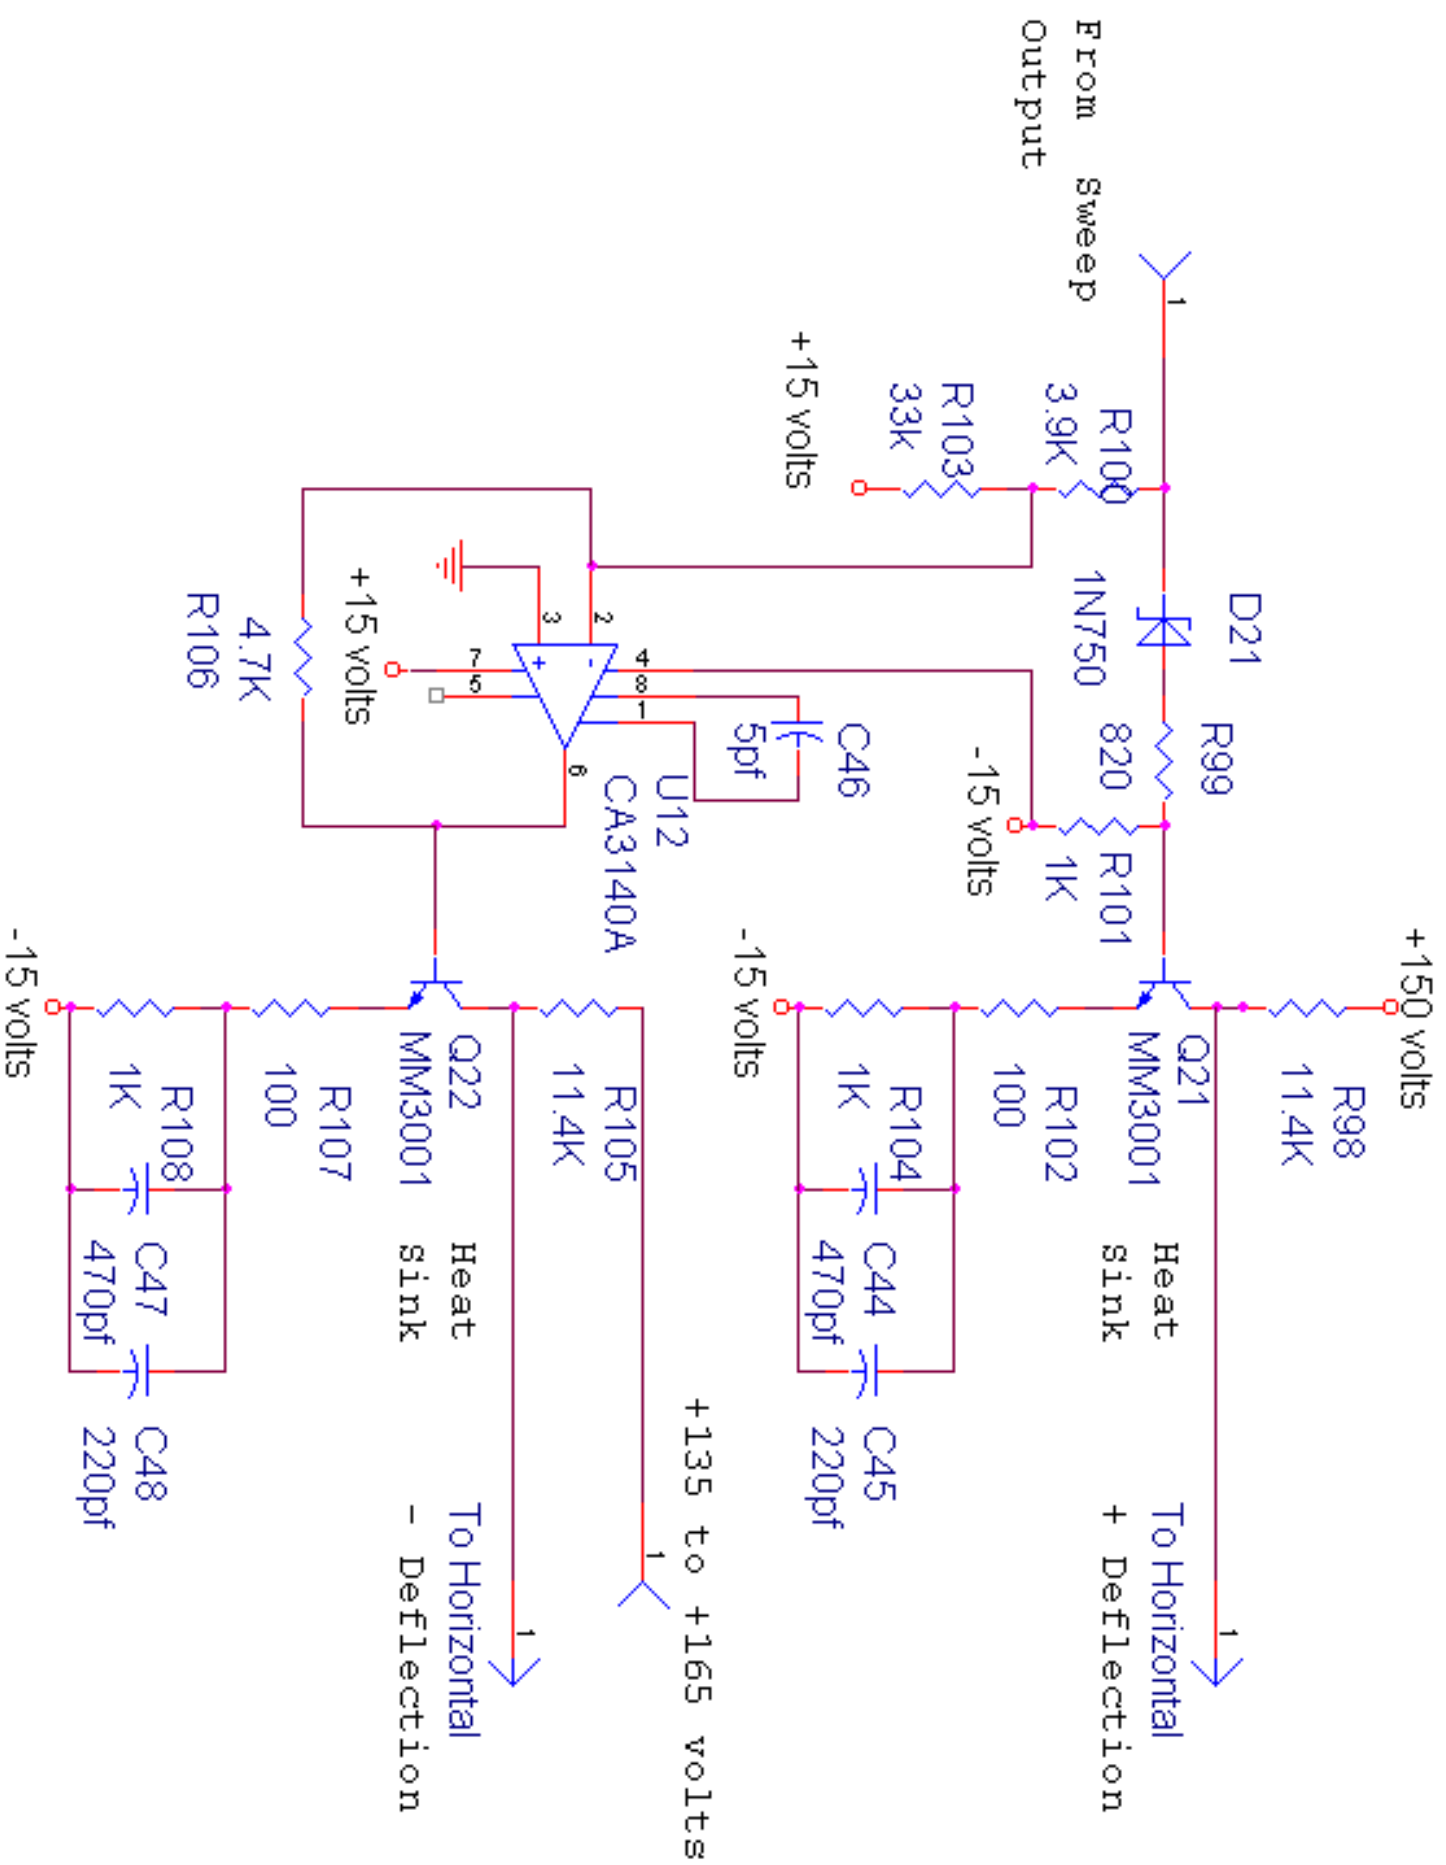 +150 volts
R98
11.4K
D21
1N750
R99
820
Q21
MM3001
Heat
Sink
To Horizontal
+ Deflection
1
1
From Sweep
Output
R100
3.9K
R101
1K
-15 volts
R103
33K
+15 volts
R102
100
R104
1K
C44
470pf
C45
220pf
-15 volts
C46
5pf
U12
CA3140A
2
3
4
8
1
7
5
6
+
-
+15 volts
4.7K
R106
+135 to +165 volts
1
R105
11.4K
Q22
MM3001
Heat
Sink
To Horizontal
- Deflection
1
R107
100
R108
1K
C47
470pf
C48
220pf
-15 volts